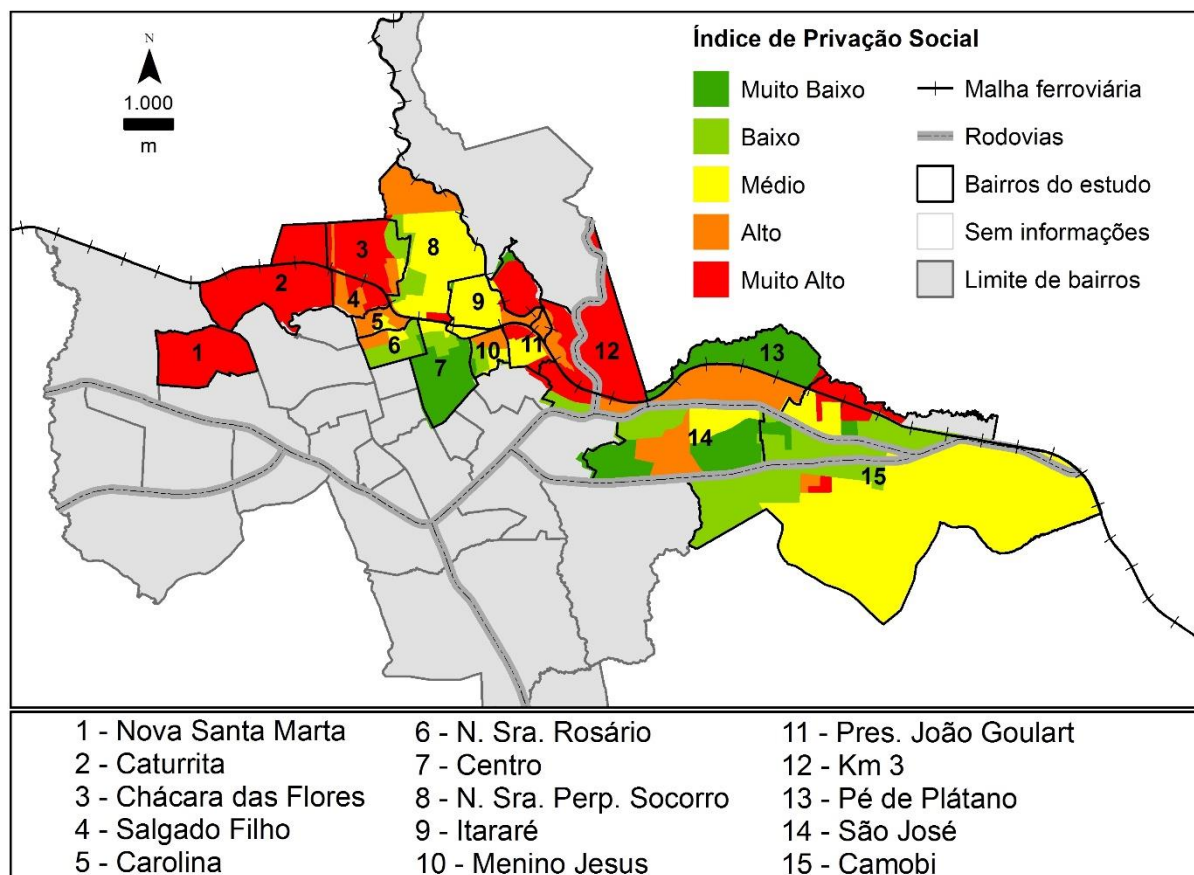 N
1.000
m
Índice de Privação Social
Muito Baixo
Baixo
Médio
Alto
Muito Alto
Malha ferroviária
Rodovias
Bairros do estudo
Sem informações
Limite de bairros
1
2
3
4
5
6
7
8
9
10
11
12
13
14
15
1 - Nova Santa Marta
2 - Caturrita
3 - Chácara das Flores
4 - Salgado Filho
5 - Carolina
6 - N. Sra. Rosário
7 - Centro
8 - N. Sra. Perp. Socorro
9 - Itararé
10 - Menino Jesus
11 - Pres. João Goulart
12 - Km 3
13 - Pé de Plátano
14 - São José
15 - Camobi